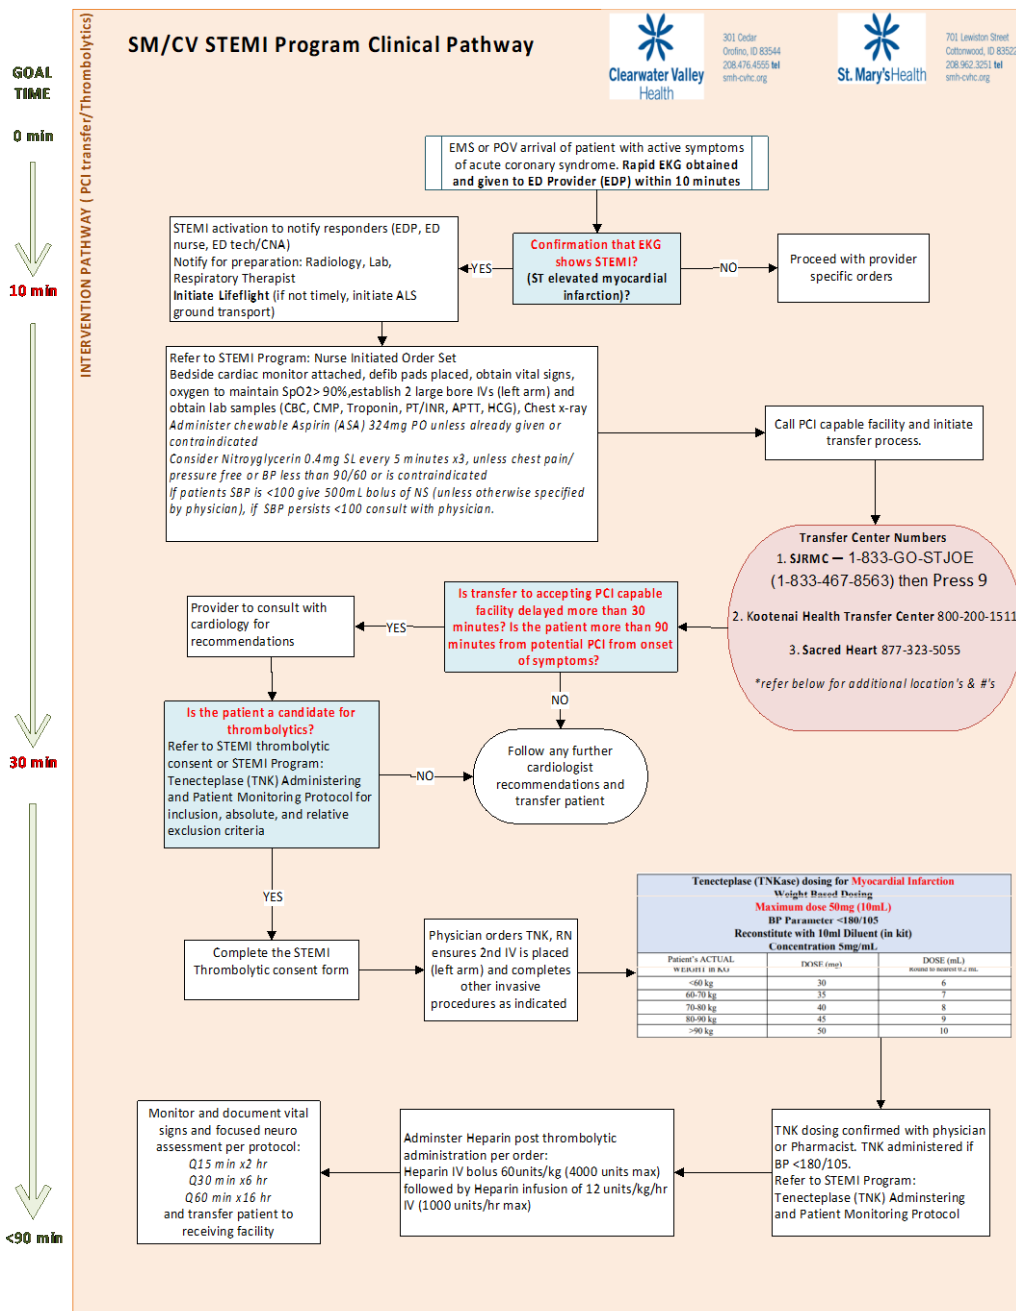 SM/CV STEMI Program Clinical Pathway
Clearwater Valley
Health
301 Cedar
Orofino, ID 83544
208.476.4555 tel
smh-cvhc.org
St. Mary'sHealth
701 Lewiston Street
Cottonwood, ID 83522
208.962.3251 tel
smh-cvhc.org
GOAL
TIME
0 min
10 min
30 min
<90 min
INTERVENTION PATHWAY ( PCI transfer/Thrombolytics)
EMS or POV arrival of patient with active symptoms
of acute coronary syndrome. Rapid EKG obtained
and given to ED Provider (EDP) within 10 minutes
STEMI activation to notify responders (EDP, ED
nurse, ED tech/CNA)
Notify for preparation: Radiology, Lab,
Respiratory Therapist
Initiate Lifeflight (if not timely, initiate ALS
ground transport)
YES
Confirmation that EKG
shows STEMI?
(ST elevated myocardial
infarction)?
NO
Proceed with provider
specific orders
Refer to STEMI Program: Nurse Initiated Order Set
Bedside cardiac monitor attached, defib pads placed, obtain vital signs,
oxygen to maintain SpO2> 90%,establish 2 large bore IVs (left arm) and
obtain lab samples (CBC, CMP, Troponin, PT/INR, APTT, HCG), Chest x-ray
Administer chewable Aspirin (ASA) 324mg PO unless already given or
contraindicated
Consider Nitroyglycerin 0.4mg SL every 5 minutes x3, unless chest pain/
pressure free or BP less than 90/60 or is contraindicated
If patients SBP is <100 give 500mL bolus of NS (unless otherwise specified
by physician), if SBP persists <100 consult with physician.
Call PCI capable facility and initiate
transfer process.
Transfer Center Numbers
1. SJRMC — 1-833-GO-STJOE
(1-833-467-8563) then Press 9
2. Kootenai Health Transfer Center 800-200-1511
3. Sacred Heart 877-323-5055
*refer below for additional location's & #'s
Is transfer to accepting PCI capable
facility delayed more than 30
minutes? Is the patient more than 90
minutes from potential PCI from onset
of symptoms?
YES
Provider to consult with
cardiology for
recommendations
NO
Is the patient a candidate for
thrombolytics?
Refer to STEMI thrombolytic
consent or STEMI Program:
Tenecteplase (TNK) Administering
and Patient Monitoring Protocol for
inclusion, absolute, and relative
exclusion criteria
NO
Follow any further
cardiologist
recommendations and
transfer patient
YES
Complete the STEMI
Thrombolytic consent form
Physician orders TNK, RN
ensures 2nd IV is placed
(left arm) and completes
other invasive
procedures as indicated
Tenecteplase (TNKase) dosing for Myocardial Infarction
Weight Based Dosing
Maximum dose 50mg (10mL)
BP Parameter <180/105
Reconstitute with 10ml Diluent (in kit)
Concentration 5mg/mL
Patient's ACTUAL WEIGHT in KG DOSE (mg) DOSE (mL) Round to nearest 0.2 mL
<60 kg 30 6
60-70 kg 35 7
70-80 kg 40 8
80-90 kg 45 9
>90 kg 50 10
TNK dosing confirmed with physician
or Pharmacist. TNK administered if
BP <180/105.
Refer to STEMI Program:
Tenecteplase (TNK) Adminstering
and Patient Monitoring Protocol
Adminster Heparin post thrombolytic
administration per order:
Heparin IV bolus 60units/kg (4000 units max)
followed by Heparin infusion of 12 units/kg/hr
IV (1000 units/hr max)
Monitor and document vital
signs and focused neuro
assessment per protocol:
Q15 min x2 hr
Q30 min x6 hr
Q60 min x16 hr
and transfer patient to
receiving facility